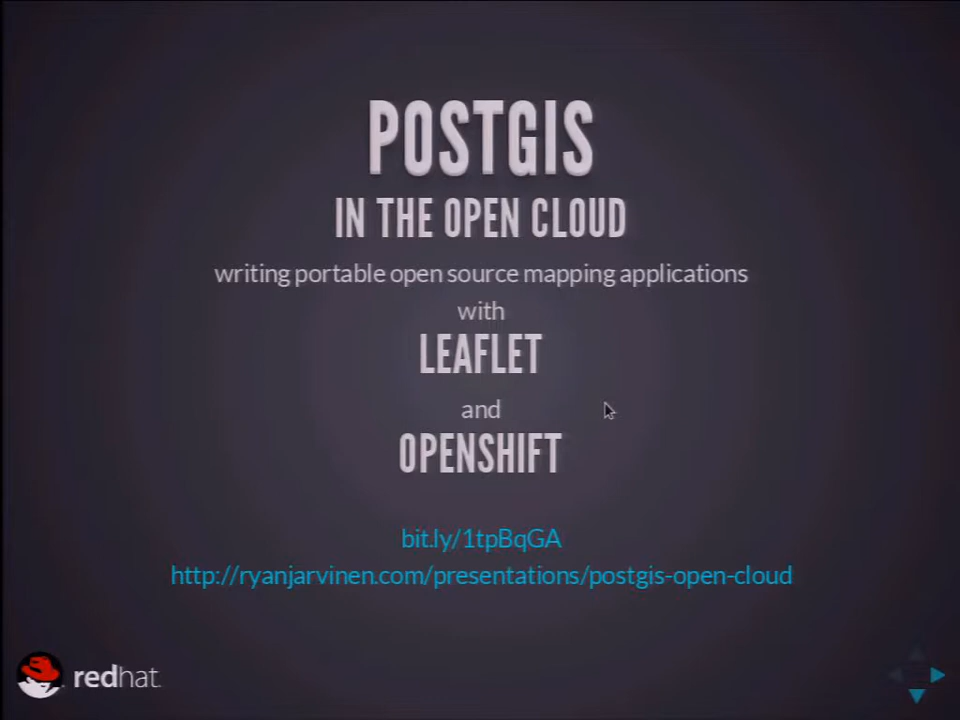 POSTGIS
IN THE OPEN CLOUD
writing portable open source mapping applications
with
LEAFLET
and
OPENSHIFT
bit.ly/1tpBqGA
http://ryanjarvinen.com/presentations/postgis-open-cloud
redhat.